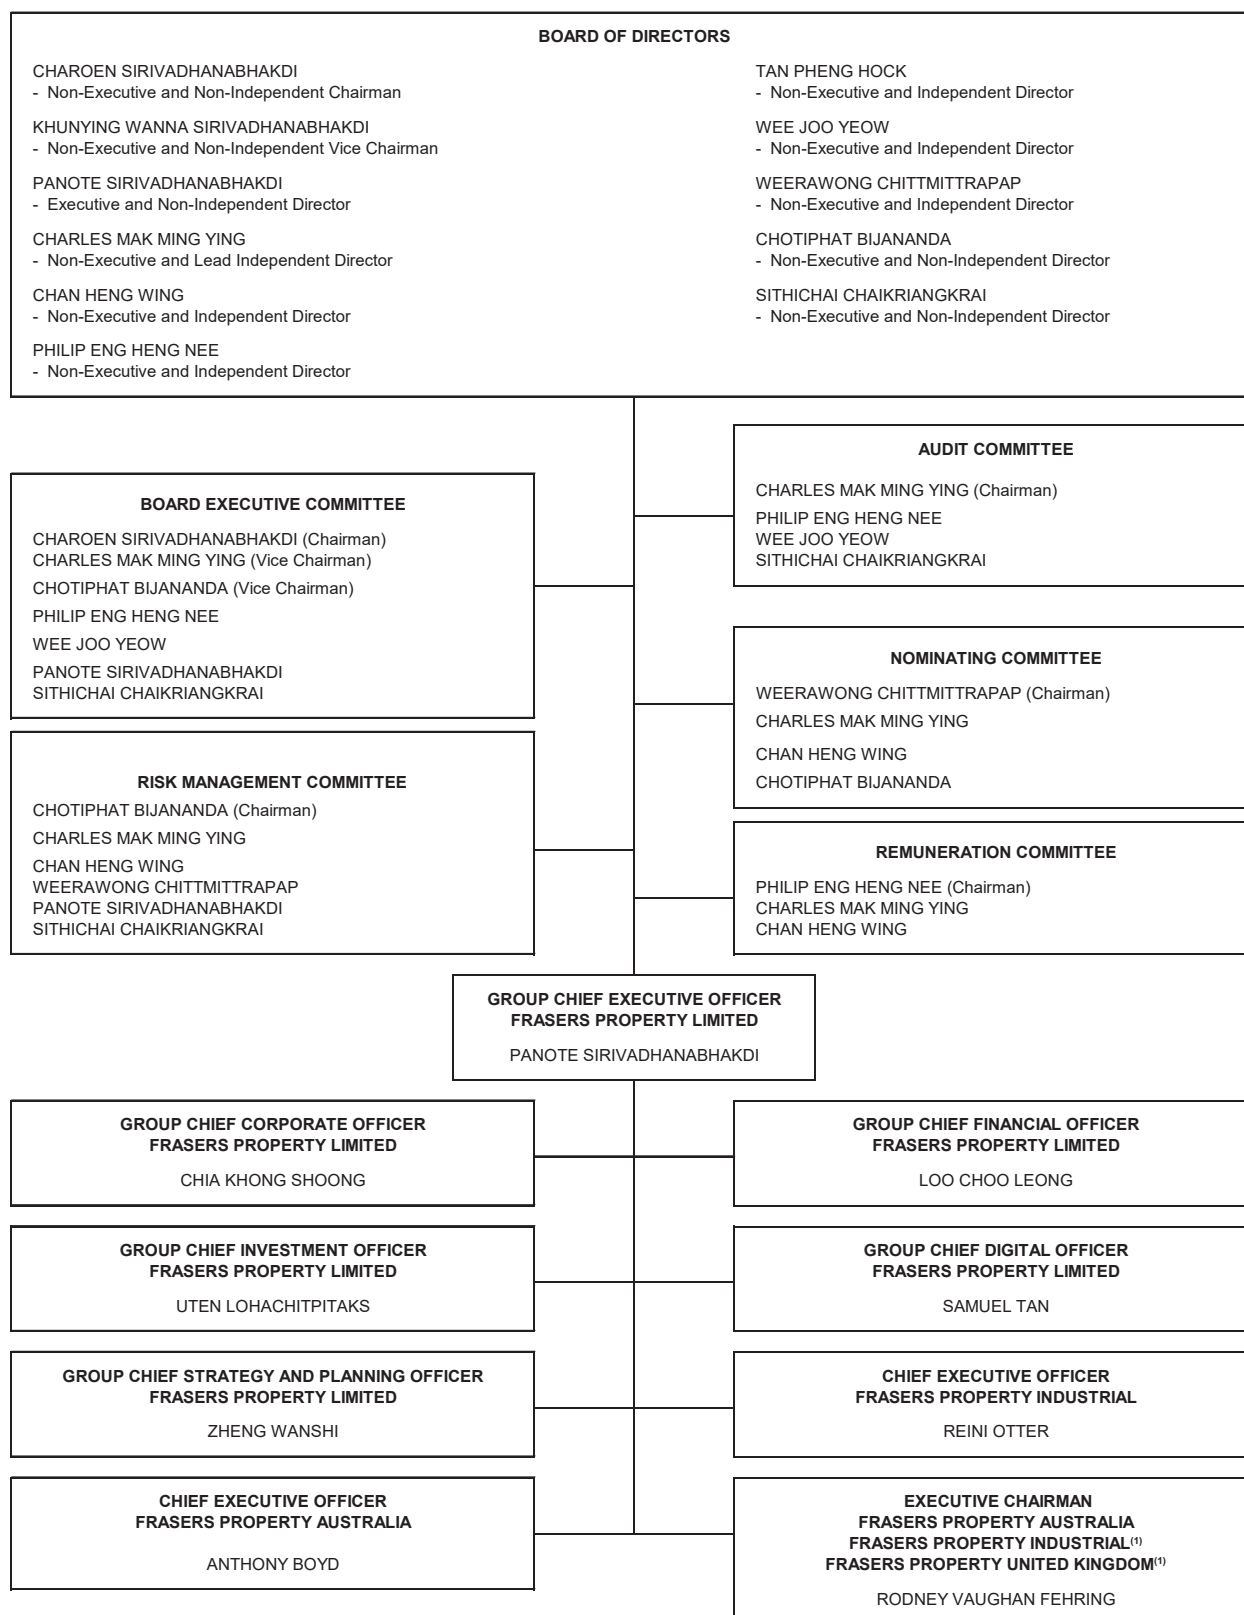 BOARD OF DIRECTORS
CHAROEN SIRIVADHANABHAKDI
- Non-Executive and Non-Independent Chairman
KHUNYING WANNA SIRIVADHANABHAKDI
- Non-Executive and Non-Independent Vice Chairman
PANOTE SIRIVADHANABHAKDI
- Executive and Non-Independent Director
CHARLES MAK MING YING
- Non-Executive and Lead Independent Director
CHAN HENG WING
- Non-Executive and Independent Director
PHILIP ENG HENG NEE
- Non-Executive and Independent Director
TAN PHENG HOCK
- Non-Executive and Independent Director
WEE JOO YEOW
- Non-Executive and Independent Director
WEERAWONG CHITTMITTRAPAP
- Non-Executive and Independent Director
CHOTIPHAT BIJANANDA
- Non-Executive and Non-Independent Director
SITHICHAI CHAIKRIANGKRAI
- Non-Executive and Non-Independent Director
BOARD EXECUTIVE COMMITTEE
CHAROEN SIRIVADHANABHAKDI (Chairman)
CHARLES MAK MING YING (Vice Chairman)
CHOTIPHAT BIJANANDA (Vice Chairman)
PHILIP ENG HENG NEE
WEE JOO YEOW
PANOTE SIRIVADHANABHAKDI
SITHICHAI CHAIKRIANGKRAI
RISK MANAGEMENT COMMITTEE
CHOTIPHAT BIJANANDA (Chairman)
CHARLES MAK MING YING
CHAN HENG WING
WEERAWONG CHITTMITTRAPAP
PANOTE SIRIVADHANABHAKDI
SITHICHAI CHAIKRIANGKRAI
AUDIT COMMITTEE
CHARLES MAK MING YING (Chairman)
PHILIP ENG HENG NEE
WEE JOO YEOW
SITHICHAI CHAIKRIANGKRAI
NOMINATING COMMITTEE
WEERAWONG CHITTMITTRAPAP (Chairman)
CHARLES MAK MING YING
CHAN HENG WING
CHOTIPHAT BIJANANDA
REMUNERATION COMMITTEE
PHILIP ENG HENG NEE (Chairman)
CHARLES MAK MING YING
CHAN HENG WING
GROUP CHIEF EXECUTIVE OFFICER
FRASERS PROPERTY LIMITED
PANOTE SIRIVADHANABHAKDI
GROUP CHIEF CORPORATE OFFICER
FRASERS PROPERTY LIMITED
CHIA KHONG SHOONG
GROUP CHIEF FINANCIAL OFFICER
FRASERS PROPERTY LIMITED
LOO CHOO LEONG
GROUP CHIEF INVESTMENT OFFICER
FRASERS PROPERTY LIMITED
UTEN LOHACHITPITAKS
GROUP CHIEF DIGITAL OFFICER
FRASERS PROPERTY LIMITED
SAMUEL TAN
GROUP CHIEF STRATEGY AND PLANNING OFFICER
FRASERS PROPERTY LIMITED
ZHENG WANSHI
CHIEF EXECUTIVE OFFICER
FRASERS PROPERTY INDUSTRIAL
REINI OTTER
CHIEF EXECUTIVE OFFICER
FRASERS PROPERTY AUSTRALIA
ANTHONY BOYD
EXECUTIVE CHAIRMAN
FRASERS PROPERTY AUSTRALIA
FRASERS PROPERTY INDUSTRIAL(1)
FRASERS PROPERTY UNITED KINGDOM(1)
RODNEY VAUGHAN FEHRING